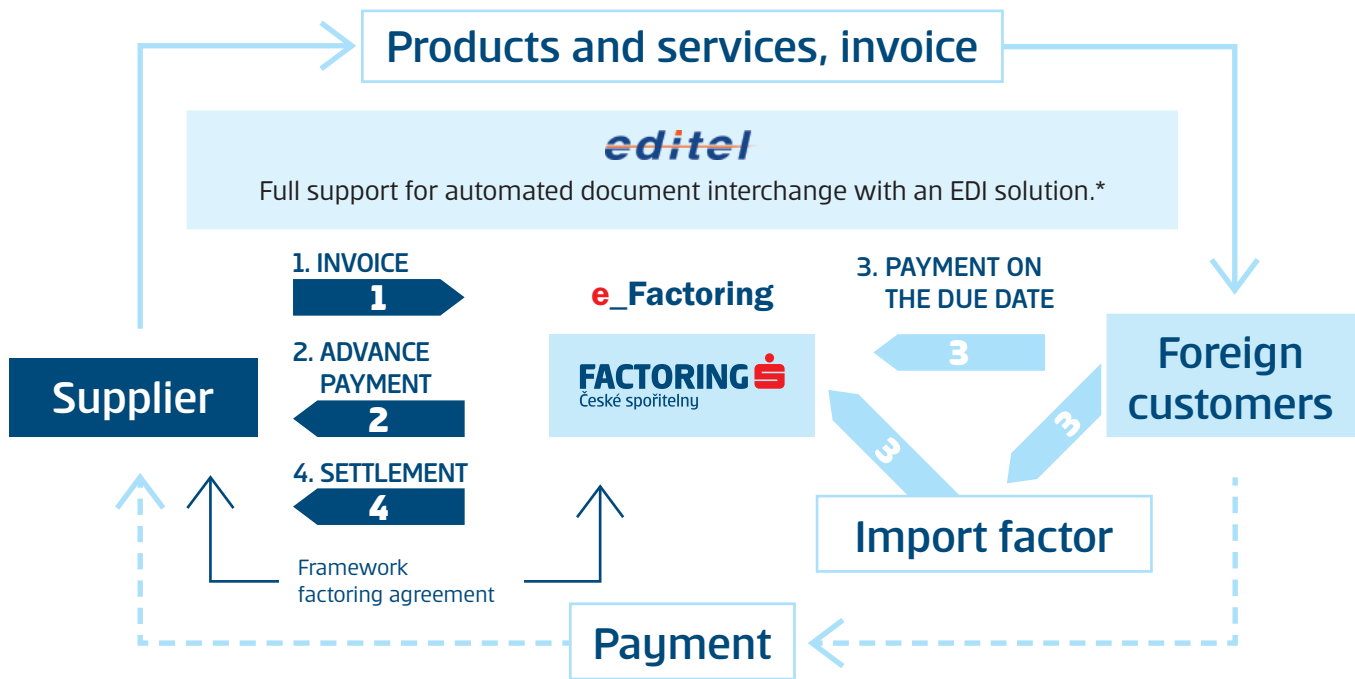 Products and services, invoice
editel
Full support for automated document interchange with an EDI solution.*
1. INVOICE
1
2. ADVANCE
PAYMENT
2
4. SETTLEMENT
4
Supplier
e_Factoring
FACTORING
České spořitelny
3. PAYMENT ON
THE DUE DATE
3
3
3
Foreign
customers
Import factor
Framework
factoring agreement
Payment